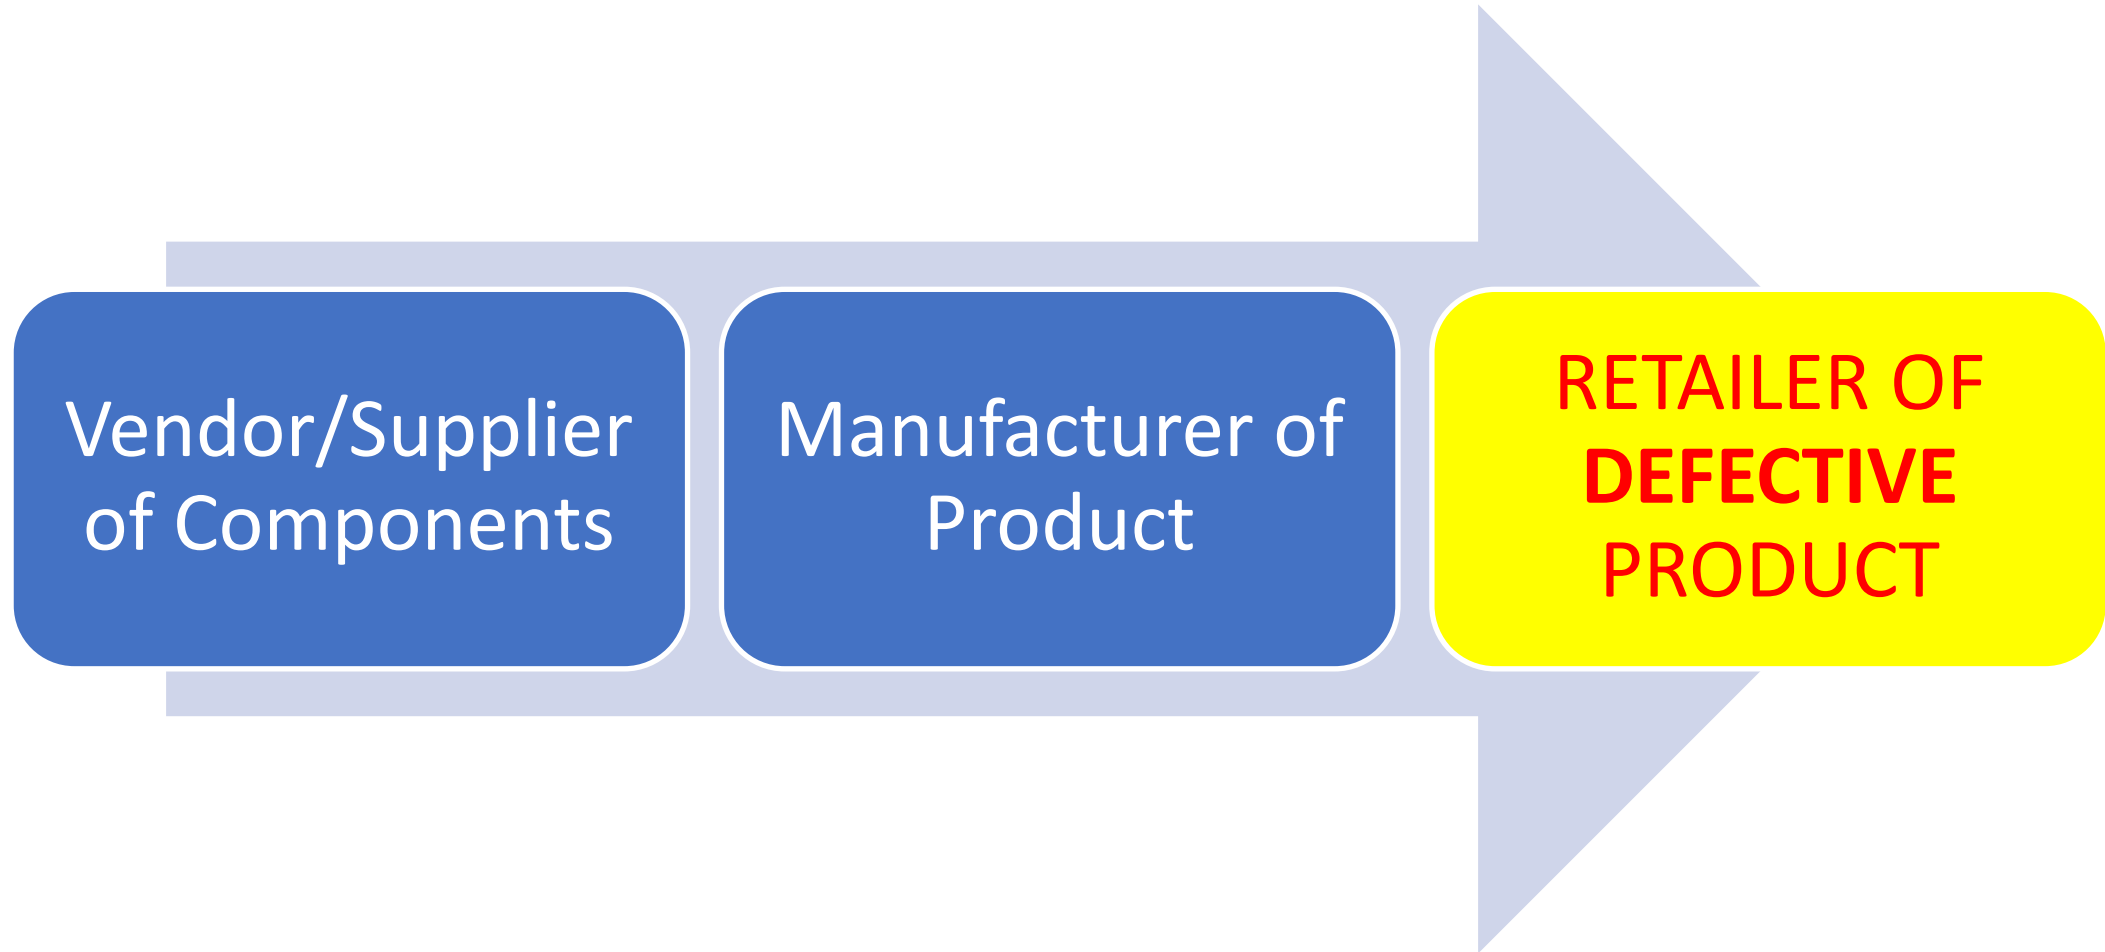 Vendor/Supplier
of Components
Manufacturer of
Product
RETAILER OF
DEFECTIVE
PRODUCT